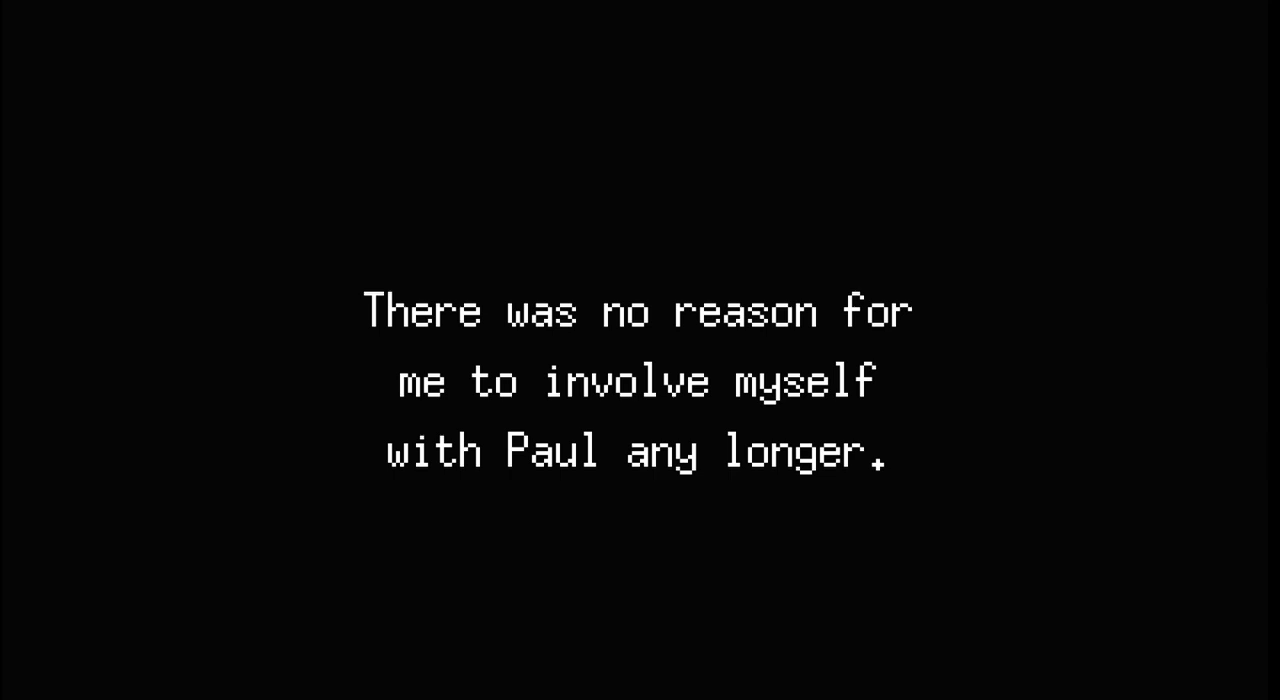 There was no reason for
me to involve myself
with Paul any longer.